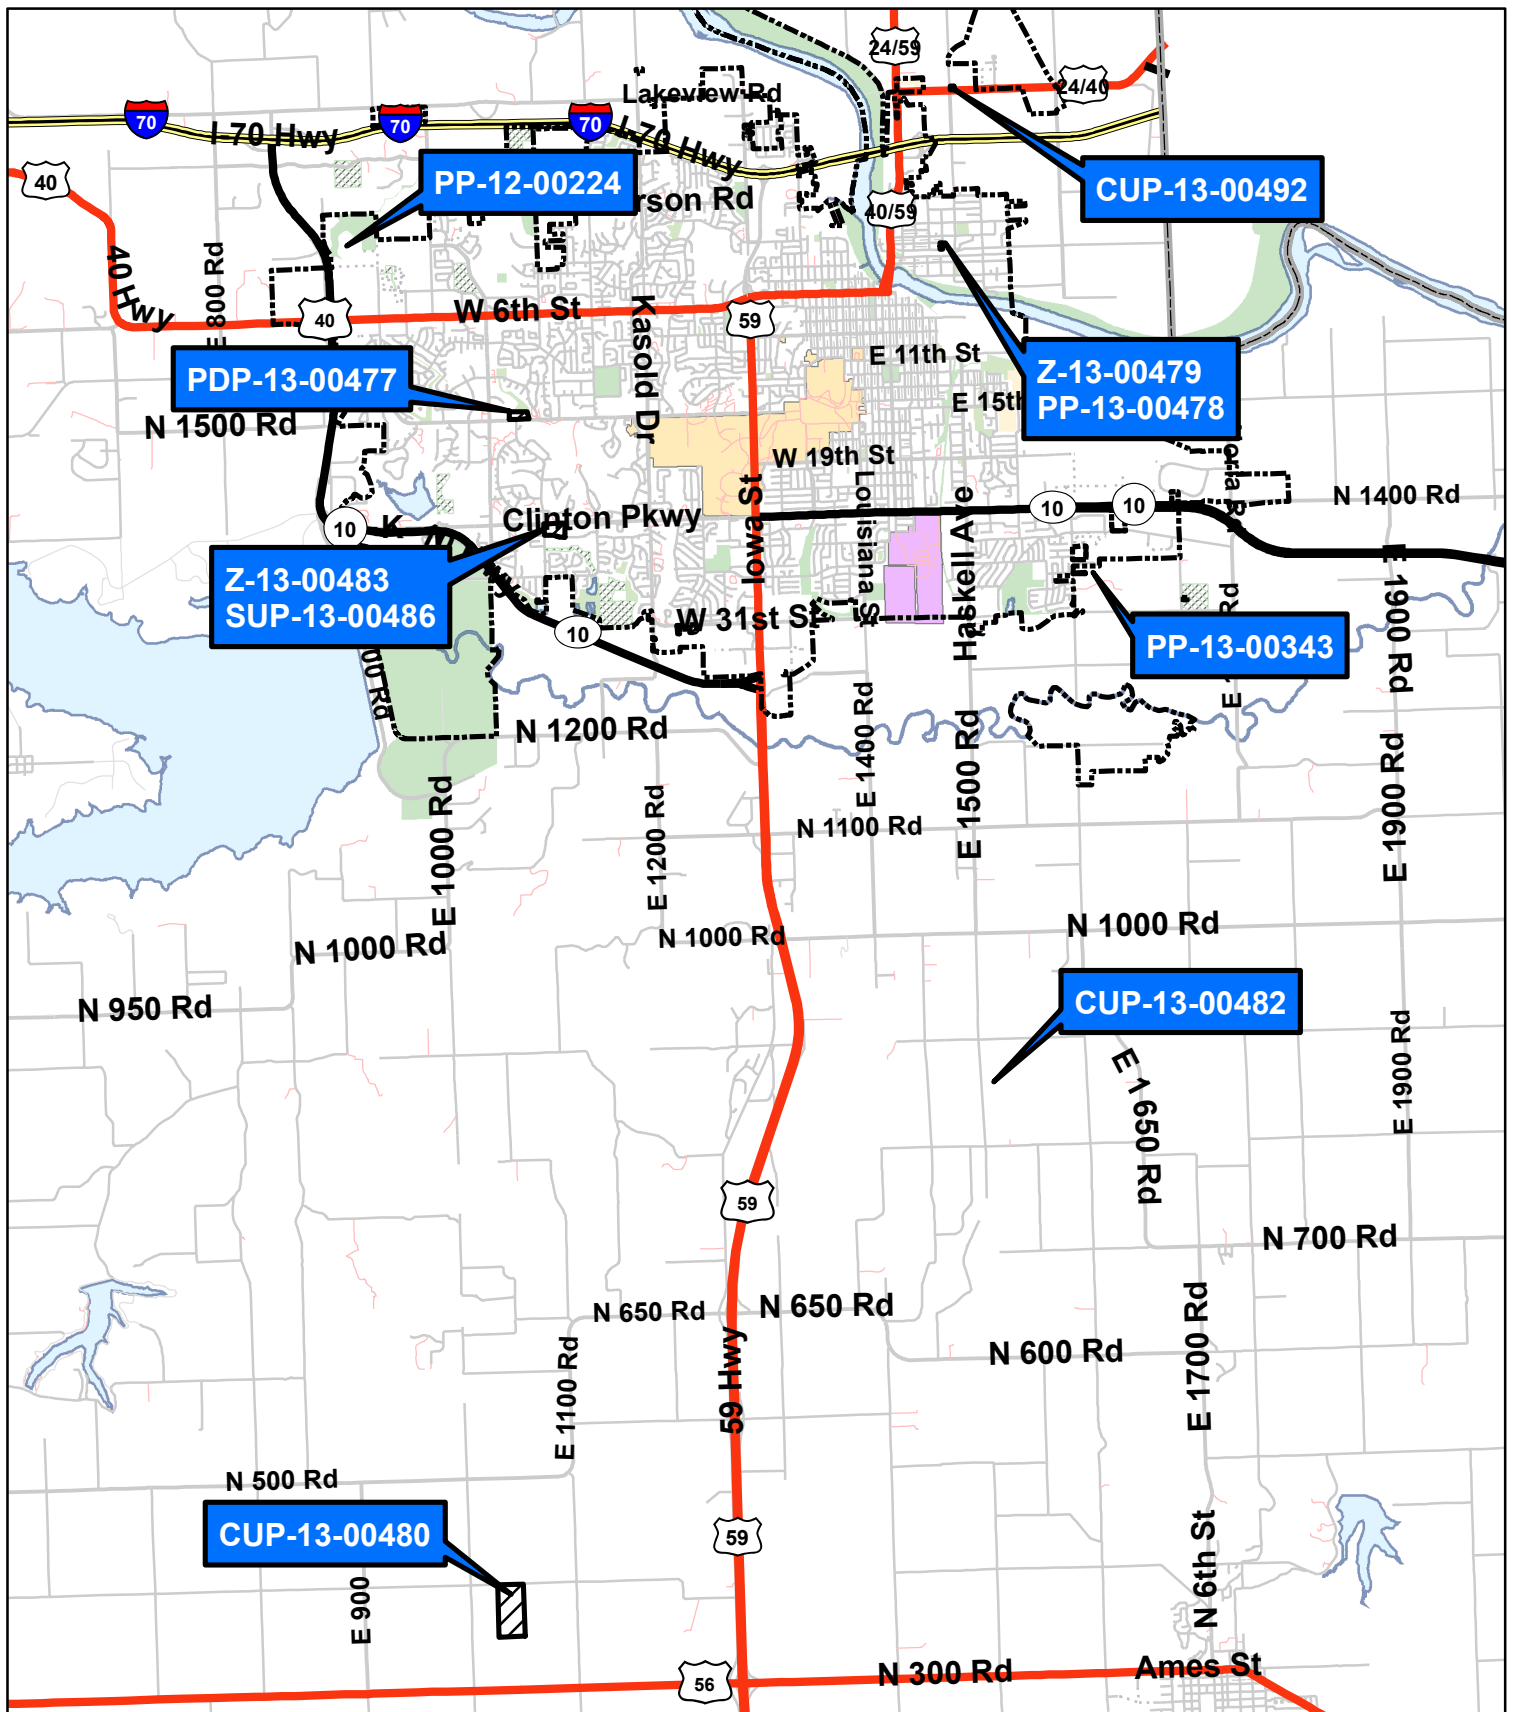 24/59
Lakeview Rd
24/40
70
70
70
I-70 Hwy
I-70 Hwy
40
PP-12-00224
rson Rd
CUP-13-00492
40/59
40 Hwy
800 Rd
E
W 6th St
40
59
Kasold Dr
E 11th St
PDP-13-00477
Z-13-00479
PP-13-00478
E 15th
N 1500 Rd
W 19th St
Iowa St
Louisiana St
Haskell Ave
N 1400 Rd
10
10
10
K
Clinton Pkwy
Z-13-00483
SUP-13-00486
W 31st St
10
PP-13-00343
E 1900 Rd
00 Rd
Rd
E
N 1200 Rd
E 1400 Rd
E 1500 Rd
E 1000 Rd
E 1200 Rd
N 1100 Rd
E 1900 Rd
N 1000 Rd
N 1000 Rd
N 1000 Rd
N 950 Rd
CUP-13-00482
E 1650 Rd
E 1900 Rd
59
N 700 Rd
N 650 Rd
N 650 Rd
E 1700 Rd
N 600 Rd
59 Hwy
E 1100 Rd
N 500 Rd
CUP-13-00480
59
N 6th St
E 900
N 300 Rd
Ames St
56